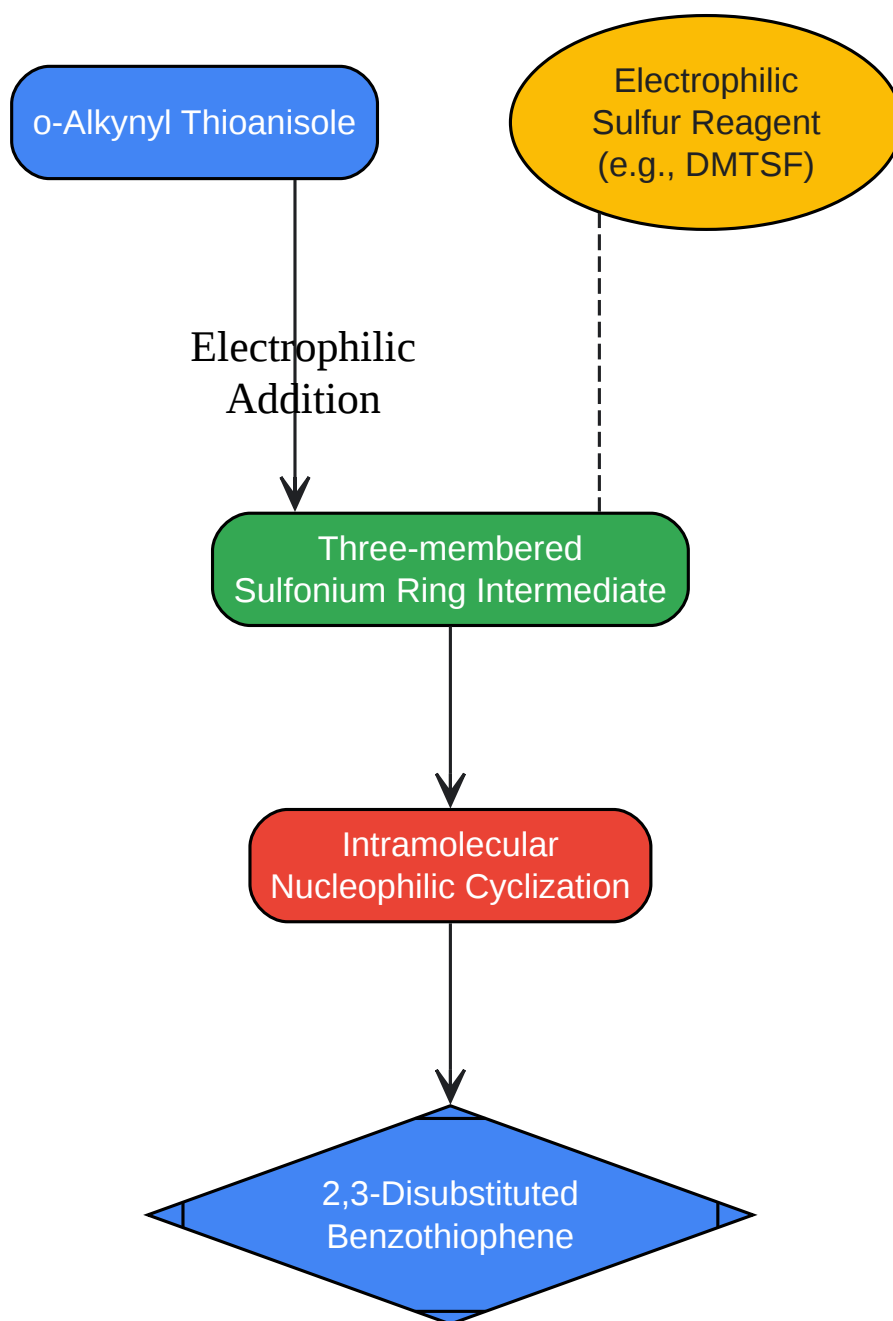 o-Alkynyl Thioanisole
Electrophilic
Sulfur Reagent
(e.g., DMTSF)
Electrophilic
Addition
Three-membered
Sulfonium Ring Intermediate
Intramolecular
Nucleophilic Cyclization
2,3-Disubstituted
Benzothiophene